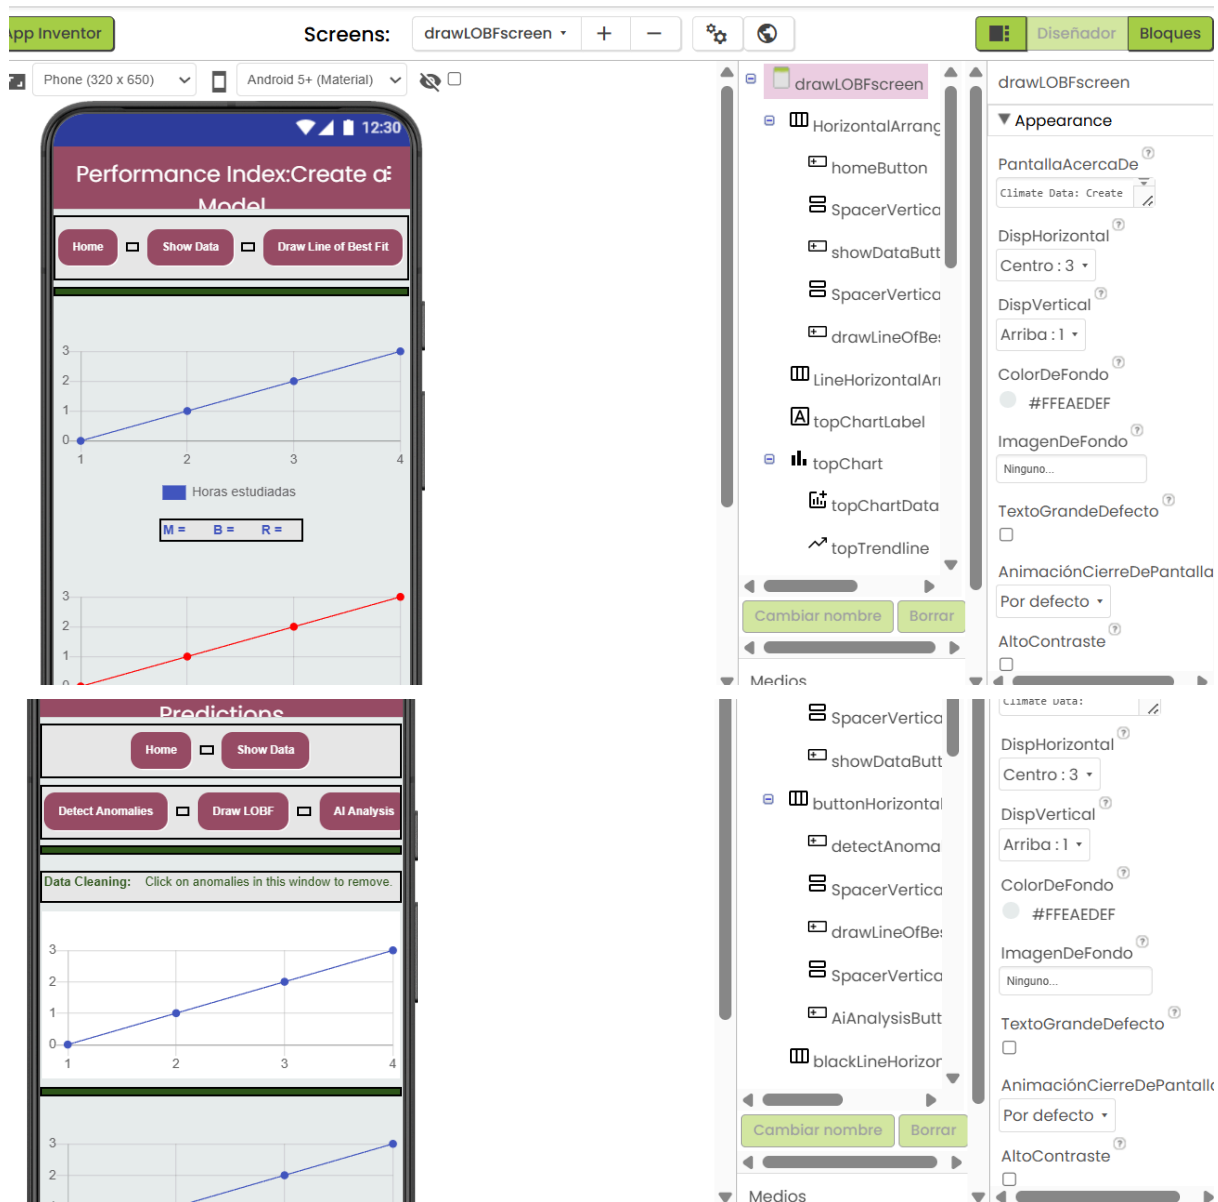 App Inventor
Screens:
drawLOBFscreen
Diseñador
Bloques
Phone (320 x 650)
Android 5+ (Material)
12:30
Performance Index:Create a
Model
Home
Show Data
Draw Line of Best Fit
3
2
1
0
1
2
3
4
Horas estudiadas
M =
B =
R =
3
2
1
0
drawLOBFscreen
HorizontalArrang
homeButton
SpacerVertica
showDataButt
SpacerVertica
drawLineOfBes
LineHorizontalArr
topChartLabel
topChart
topChartData
topTrendline
Cambiar nombre
Borrar
Medios
drawLOBFscreen
Appearance
PantallaAcercaDe
Climate Data: Create
DispHorizontal
Centro : 3
DispVertical
Arriba : 1
ColorDeFondo
#FFEAEDEF
ImagenDeFondo
Ninguno...
TextoGrandeDefecto
AnimaciónCierreDePantalla
Por defecto
AltoContraste
Predictions
Home
Show Data
Detect Anomalies
Draw LOBF
AI Analysis
Data Cleaning: Click on anomalies in this window to remove.
3
2
1
0
1
2
3
4
3
2
SpacerVertica
showDataButt
buttonHorizontal
detectAnoma
SpacerVertica
drawLineOfBes
SpacerVertica
AiAnalysisButt
blackLineHorizor
Cambiar nombre
Borrar
Medios
Climate Data:
DispHorizontal
Centro : 3
DispVertical
Arriba : 1
ColorDeFondo
#FFEAEDEF
ImagenDeFondo
Ninguno...
TextoGrandeDefecto
AnimaciónCierreDePantalla
Por defecto
AltoContraste